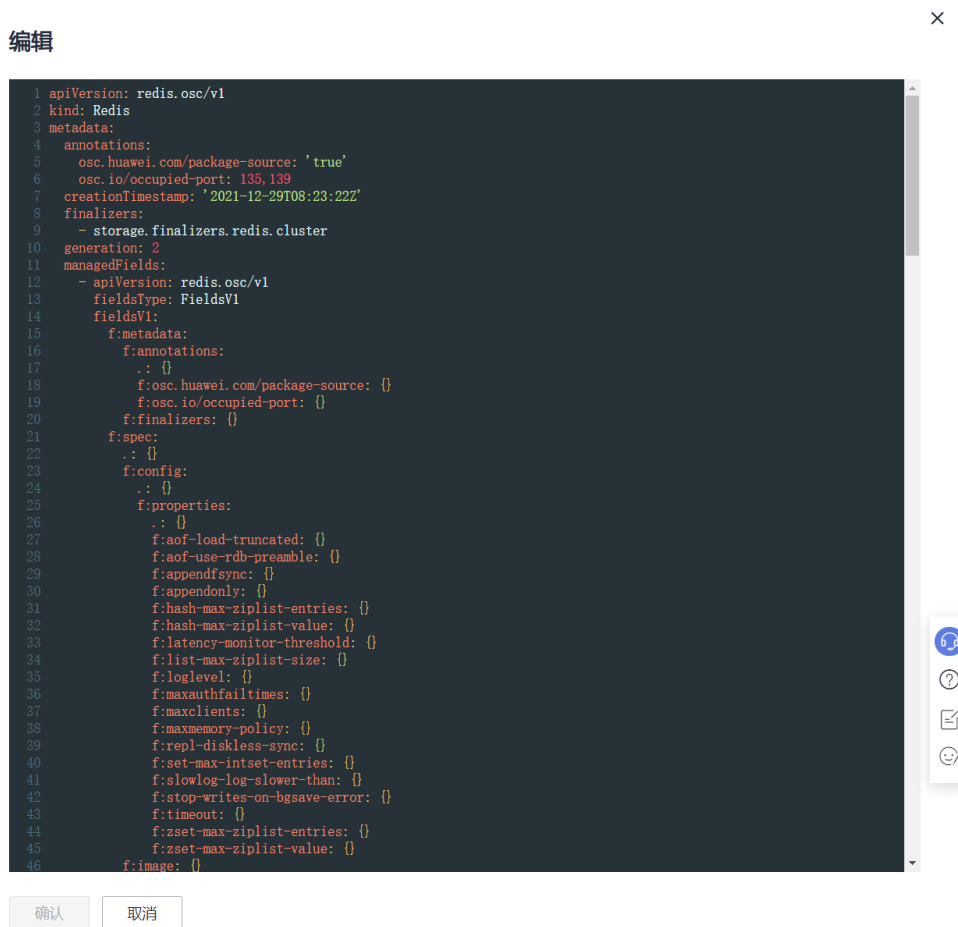 编辑
1 apiVersion: redis.osc/v1
2 kind: Redis
3 metadata:
4   annotations:
5     osc.huawei.com/package-source: 'true'
6     osc.io/occupied-port: 135,139
7   creationTimestamp: '2021-12-29T08:23:22Z'
8   finalizers:
9     - storage.finalizers.redis.cluster
10   generation: 2
11   managedFields:
12     - apiVersion: redis.osc/v1
13       fieldsType: FieldsV1
14       fieldsV1:
15         f:metadata:
16           f:annotations:
17             .: {}
18             f:osc.huawei.com/package-source: {}
19             f:osc.io/occupied-port: {}
20           f:finalizers: {}
21         f:spec:
22           .: {}
23           f:config:
24             .: {}
25             f:properties:
26               .: {}
27               f:aof-load-truncated: {}
28               f:aof-use-rdb-preamble: {}
29               f:appendfsync: {}
30               f:appendonly: {}
31               f:hash-max-ziplist-entries: {}
32               f:hash-max-ziplist-value: {}
33               f:latency-monitor-threshold: {}
34               f:list-max-ziplist-size: {}
35               f:loglevel: {}
36               f:maxauthfailtimes: {}
37               f:maxclients: {}
38               f:maxmemory-policy: {}
39               f:repl-diskless-sync: {}
40               f:set-max-intset-entries: {}
41               f:slowlog-log-slower-than: {}
42               f:stop-writes-on-bgsave-error: {}
43               f:timeout: {}
44               f:zset-max-ziplist-entries: {}
45               f:zset-max-ziplist-value: {}
46           f:image: {}
确认 取消